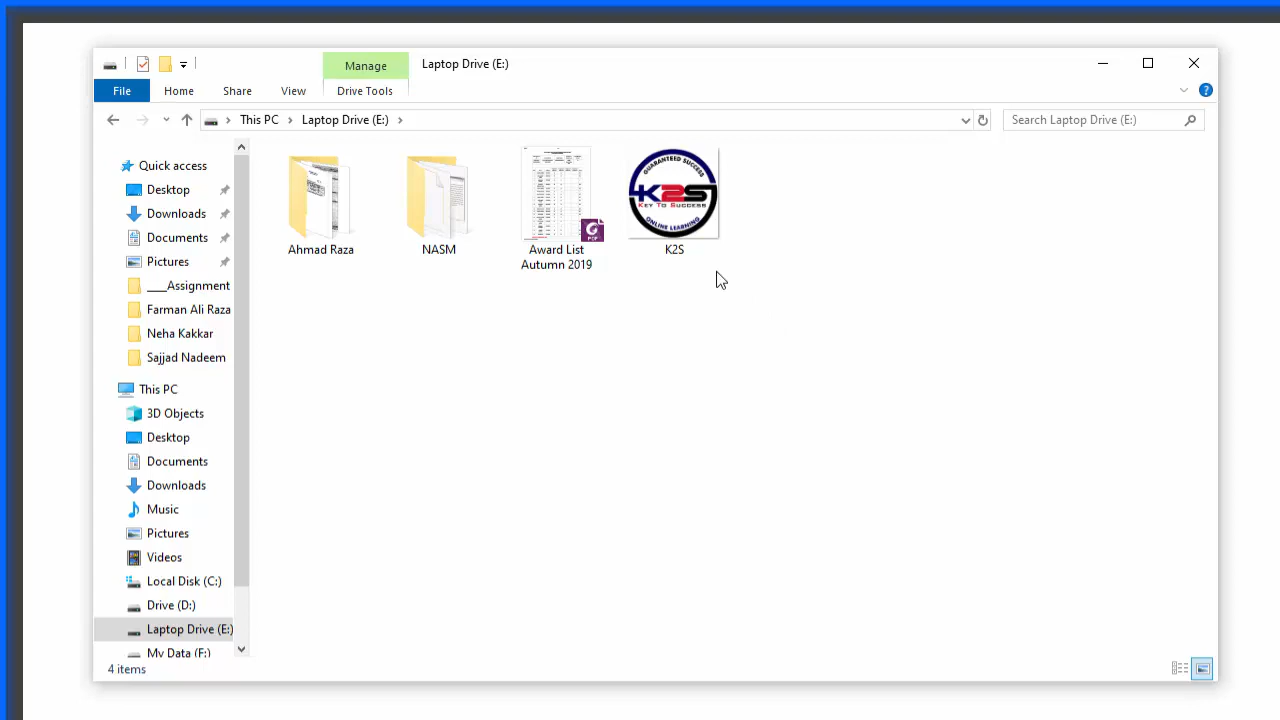 Manage
Laptop Drive (E:)
File
Home
Share
View
Drive Tools
This PC
Laptop Drive (E:)
Search Laptop Drive (E:)
Quick access
Desktop
Downloads
Documents
Pictures
___Assignment
Farman Ali Raza
Neha Kakkar
Sajjad Nadeem
This PC
3D Objects
Desktop
Documents
Downloads
Music
Pictures
Videos
Local Disk (C:)
Drive (D:)
Laptop Drive (E:)
My Data (F:)
Ahmad Raza
NASM
PDF
Award List
Autumn 2019
GUARANTEED SUCCESS
K2S
KEY TO SUCCESS
ONLINE LEARNING
K2S
4 items